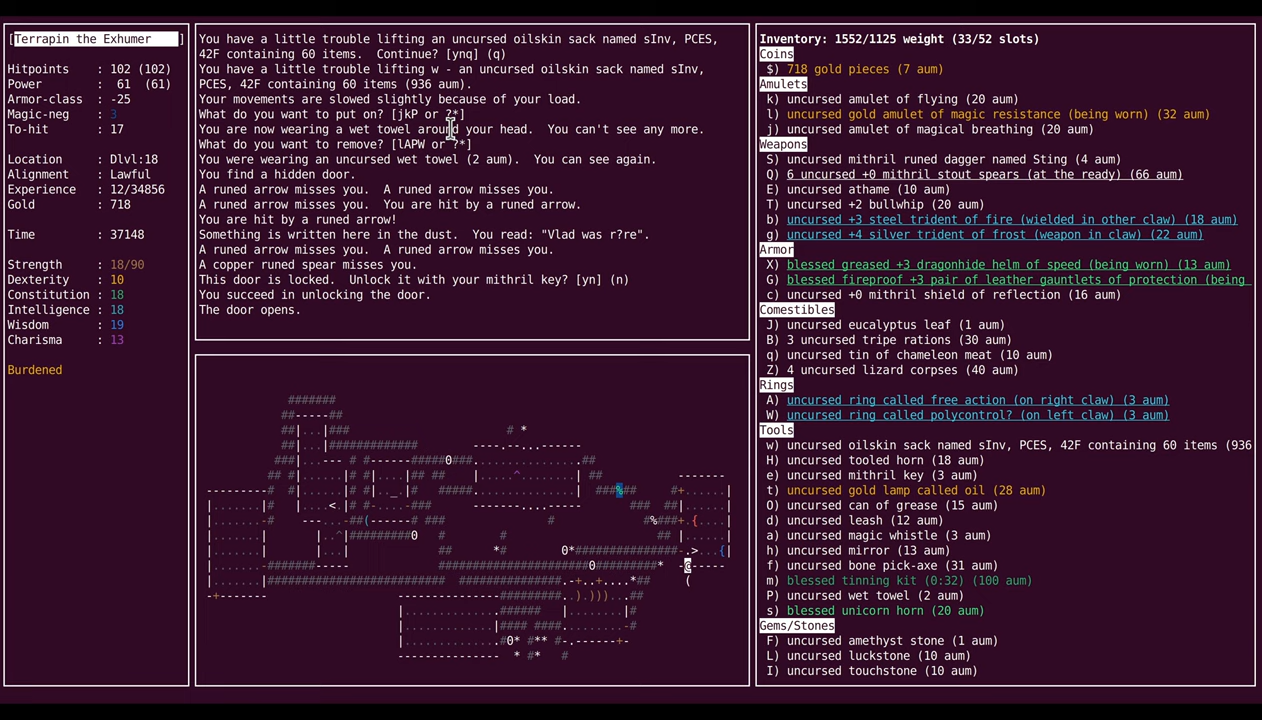 [Terrapin the Exhumer ]
Hitpoints : 102 (102)
Power : 61 (61)
Armor-class : -25
Magic-neg : 3
To-hit : 17
Location : Dlvl:18
Alignment : Lawful
Experience : 12/34856
Gold : 718
Time : 37148
Strength : 18/90
Dexterity : 10
Constitution : 18
Intelligence : 18
Wisdom : 19
Charisma : 13
Burdened
You have a little trouble lifting an uncursed oilskin sack named sInv, PCES,
42F containing 60 items.  Continue? [ynq] (q)
You have a little trouble lifting w - an uncursed oilskin sack named sInv,
PCES, 42F containing 60 items (936 aum).
Your movements are slowed slightly because of your load.
What do you want to put on? [jkP or ?*]
You are now wearing a wet towel around your head.  You can't see any more.
What do you want to remove? [lAPW or ?*]
You were wearing an uncursed wet towel (2 aum).  You can see again.
You find a hidden door.
A runed arrow misses you.  A runed arrow misses you.
A runed arrow misses you.  You are hit by a runed arrow.
You are hit by a runed arrow!
Something is written here in the dust.  You read: "Vlad was r?re".
A runed arrow misses you.  A runed arrow misses you.
A copper runed spear misses you.
This door is locked.  Unlock it with your mithril key? [yn] (n)
You succeed in unlocking the door.
The door opens.
Inventory: 1552/1125 weight (33/52 slots)
Coins
$) 718 gold pieces (7 aum)
Amulets
k) uncursed amulet of flying (20 aum)
l) uncursed gold amulet of magic resistance (being worn) (32 aum)
j) uncursed amulet of magical breathing (20 aum)
Weapons
S) uncursed mithril runed dagger named Sting (4 aum)
Q) 6 uncursed +0 mithril stout spears (at the ready) (66 aum)
E) uncursed athame (10 aum)
T) uncursed +2 bullwhip (20 aum)
b) uncursed +3 steel trident of fire (wielded in other claw) (18 aum)
g) uncursed +4 silver trident of frost (weapon in claw) (22 aum)
Armor
X) blessed greased +3 dragonhide helm of speed (being worn) (13 aum)
G) blessed fireproof +3 pair of leather gauntlets of protection (being
c) uncursed +0 mithril shield of reflection (16 aum)
Comestibles
J) uncursed eucalyptus leaf (1 aum)
B) 3 uncursed tripe rations (30 aum)
q) uncursed tin of chameleon meat (10 aum)
Z) 4 uncursed lizard corpses (40 aum)
Rings
A) uncursed ring called free action (on right claw) (3 aum)
W) uncursed ring called polycontrol? (on left claw) (3 aum)
Tools
w) uncursed oilskin sack named sInv, PCES, 42F containing 60 items (936
H) tooled horn (18 aum)
e) uncursed mithril key (3 aum)
t) uncursed gold lamp called oil (28 aum)
O) uncursed can of grease (15 aum)
d) uncursed leash (12 aum)
a) uncursed magic whistle (3 aum)
h) uncursed mirror (13 aum)
f) uncursed bone pick-axe (31 aum)
m) blessed tinning kit (0:32) (100 aum)
P) uncursed wet towel (2 aum)
s) blessed unicorn horn (20 aum)
Gems/Stones
F) uncursed amethyst stone (1 aum)
L) uncursed luckstone (10 aum)
I) uncursed touchstone (10 aum)